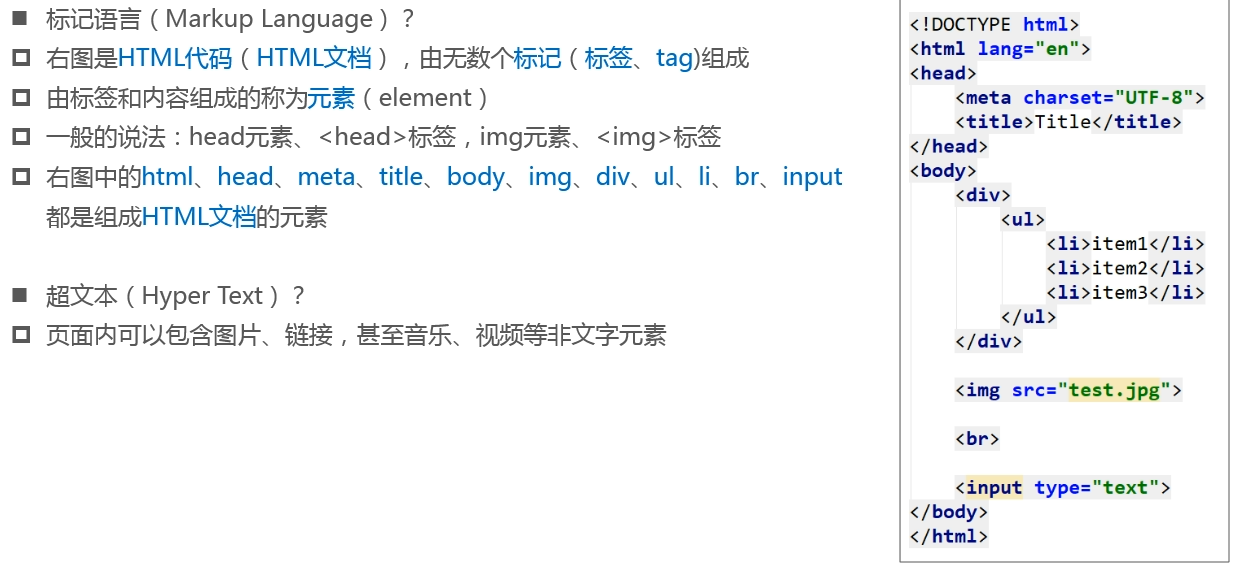 标记语言（Markup Language）？
右图是HTML代码（HTML文档），由无数个标记（标签、tag)组成
由标签和内容组成的称为元素（element）
一般的说法：head元素、<head>标签，img元素、<img>标签
右图中的html、head、meta、title、body、img、div、ul、li、br、input
都是组成HTML文档的元素
超文本（Hyper Text）？
页面内可以包含图片、链接，甚至音乐、视频等非文字元素
<!DOCTYPE html>
<html lang="en">
<head>
    <meta charset="UTF-8">
    <title>Title</title>
</head>
<body>
    <div>
        <ul>
            <li>item1</li>
            <li>item2</li>
            <li>item3</li>
        </ul>
    </div>
    <img src="test.jpg">
    <br>
    <input type="text">
</body>
</html>